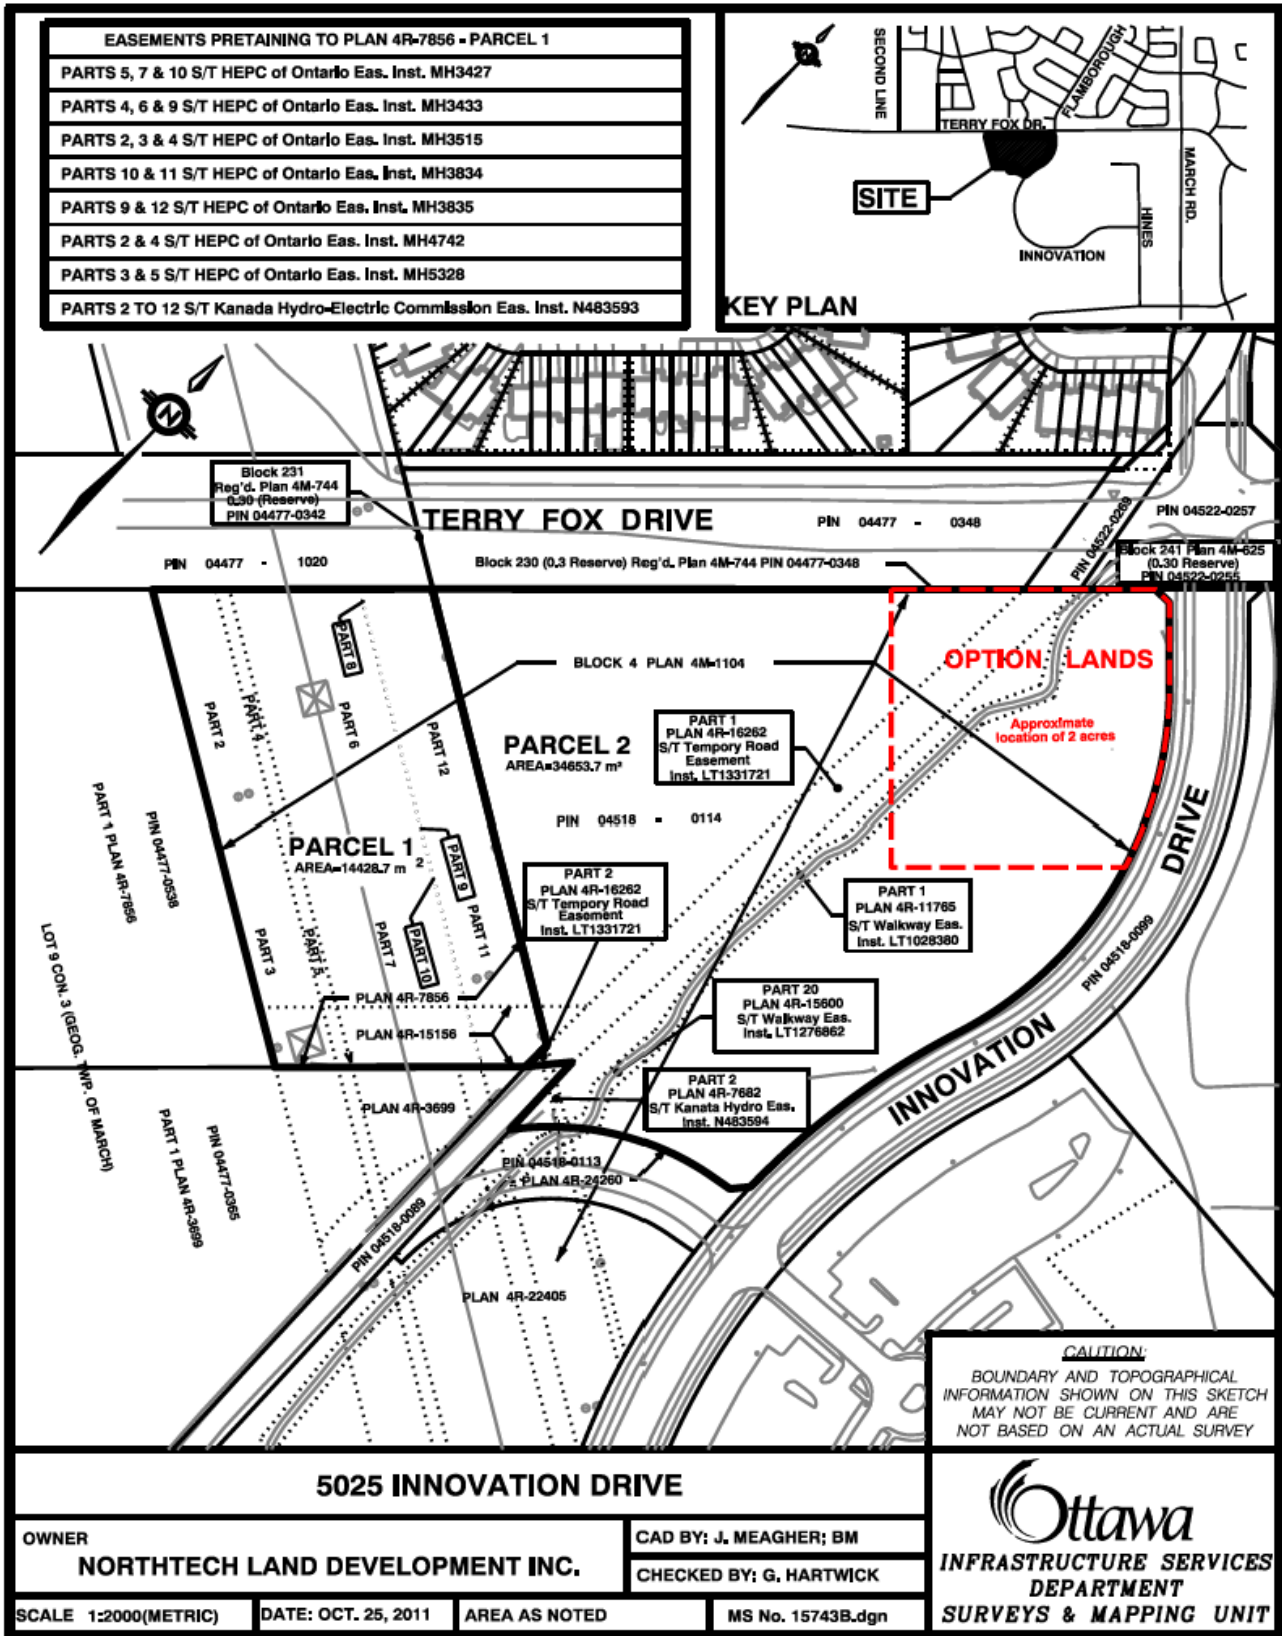 EASEMENTS PRETAINING TO PLAN 4R-7856 - PARCEL 1
PARTS 5, 7 & 10 S/T HEPC of Ontario Eas. Inst. MH3427
PARTS 4, 6 & 9 S/T HEPC of Ontario Eas. Inst. MH3433
PARTS 2, 3 & 4 S/T HEPC of Ontario Eas. Inst. MH3515
PARTS 10 & 11 S/T HEPC of Ontario Eas. Inst. MH3834
PARTS 9 & 12 S/T HEPC of Ontario Eas. Inst. MH3835
PARTS 2 & 4 S/T HEPC of Ontario Eas. Inst. MH4742
PARTS 3 & 5 S/T HEPC of Ontario Eas. Inst. MH5328
PARTS 2 TO 12 S/T Kanada Hydro-Electric Commission Eas. Inst. N483593
SECOND LINE
FLAMBOROUGH
TERRY FOX DR.
MARCH RD.
SITE
HINES
INNOVATION
KEY PLAN
N
Block 231
Reg'd. Plan 4M-744
0.30 (Reserve)
PIN 04477-0342
TERRY FOX DRIVE
PIN 04477 - 0348
PIN 04522-0269
PIN 04522-0257
PIN 04477 - 1020
Block 230 (0.3 Reserve) Reg'd. Plan 4M-744 PIN 04477-0348
Block 241 Plan 4M-625
(0.30 Reserve)
PIN 04522-0255
PART 8
BLOCK 4 PLAN 4M-1104
OPTION LANDS
Approximate
location of 2 acres
PART 2
PART 4
PART 6
PART 12
PARCEL 2
AREA=34653.7 m²
PART 1
PLAN 4R-16262
S/T Tempory Road
Easement
Inst. LT1331721
PIN 04518 - 0114
PART 1 PLAN 4R-7856
PIN 04477-0538
PARCEL 1
AREA=14428.7 m 2
PART 9
DRIVE
PART 2
PLAN 4R-16262
S/T Tempory Road
Easement
Inst. LT1331721
PART 1
PLAN 4R-11765
S/T Walkway Eas.
Inst. LT1028380
LOT 9 CON. 3 (GEOG. TWP. OF MARCH)
PART 3
PART 5
PART 7
PART 10
PART 11
PIN 04518-0099
PLAN 4R-7856
PLAN 4R-15156
PART 20
PLAN 4R-15600
S/T Walkway Eas.
Inst. LT1276862
INNOVATION
PART 2
PLAN 4R-7682
S/T Kanata Hydro Eas.
Inst. N483594
PLAN 4R-3699
PART 1 PLAN 4R-3699
PIN 04477-0365
PIN 04518-0113
PLAN 4R-24260
PIN 04518-0089
PLAN 4R-22405
CAUTION:
BOUNDARY AND TOPOGRAPHICAL
INFORMATION SHOWN ON THIS SKETCH
MAY NOT BE CURRENT AND ARE
NOT BASED ON AN ACTUAL SURVEY
5025 INNOVATION DRIVE
OWNER
NORTHTECH LAND DEVELOPMENT INC.
CAD BY: J. MEAGHER; BM
CHECKED BY: G. HARTWICK
SCALE 1:2000(METRIC)
DATE: OCT. 25, 2011
AREA AS NOTED
MS No. 15743B.dgn
Ottawa
INFRASTRUCTURE SERVICES
DEPARTMENT
SURVEYS & MAPPING UNIT